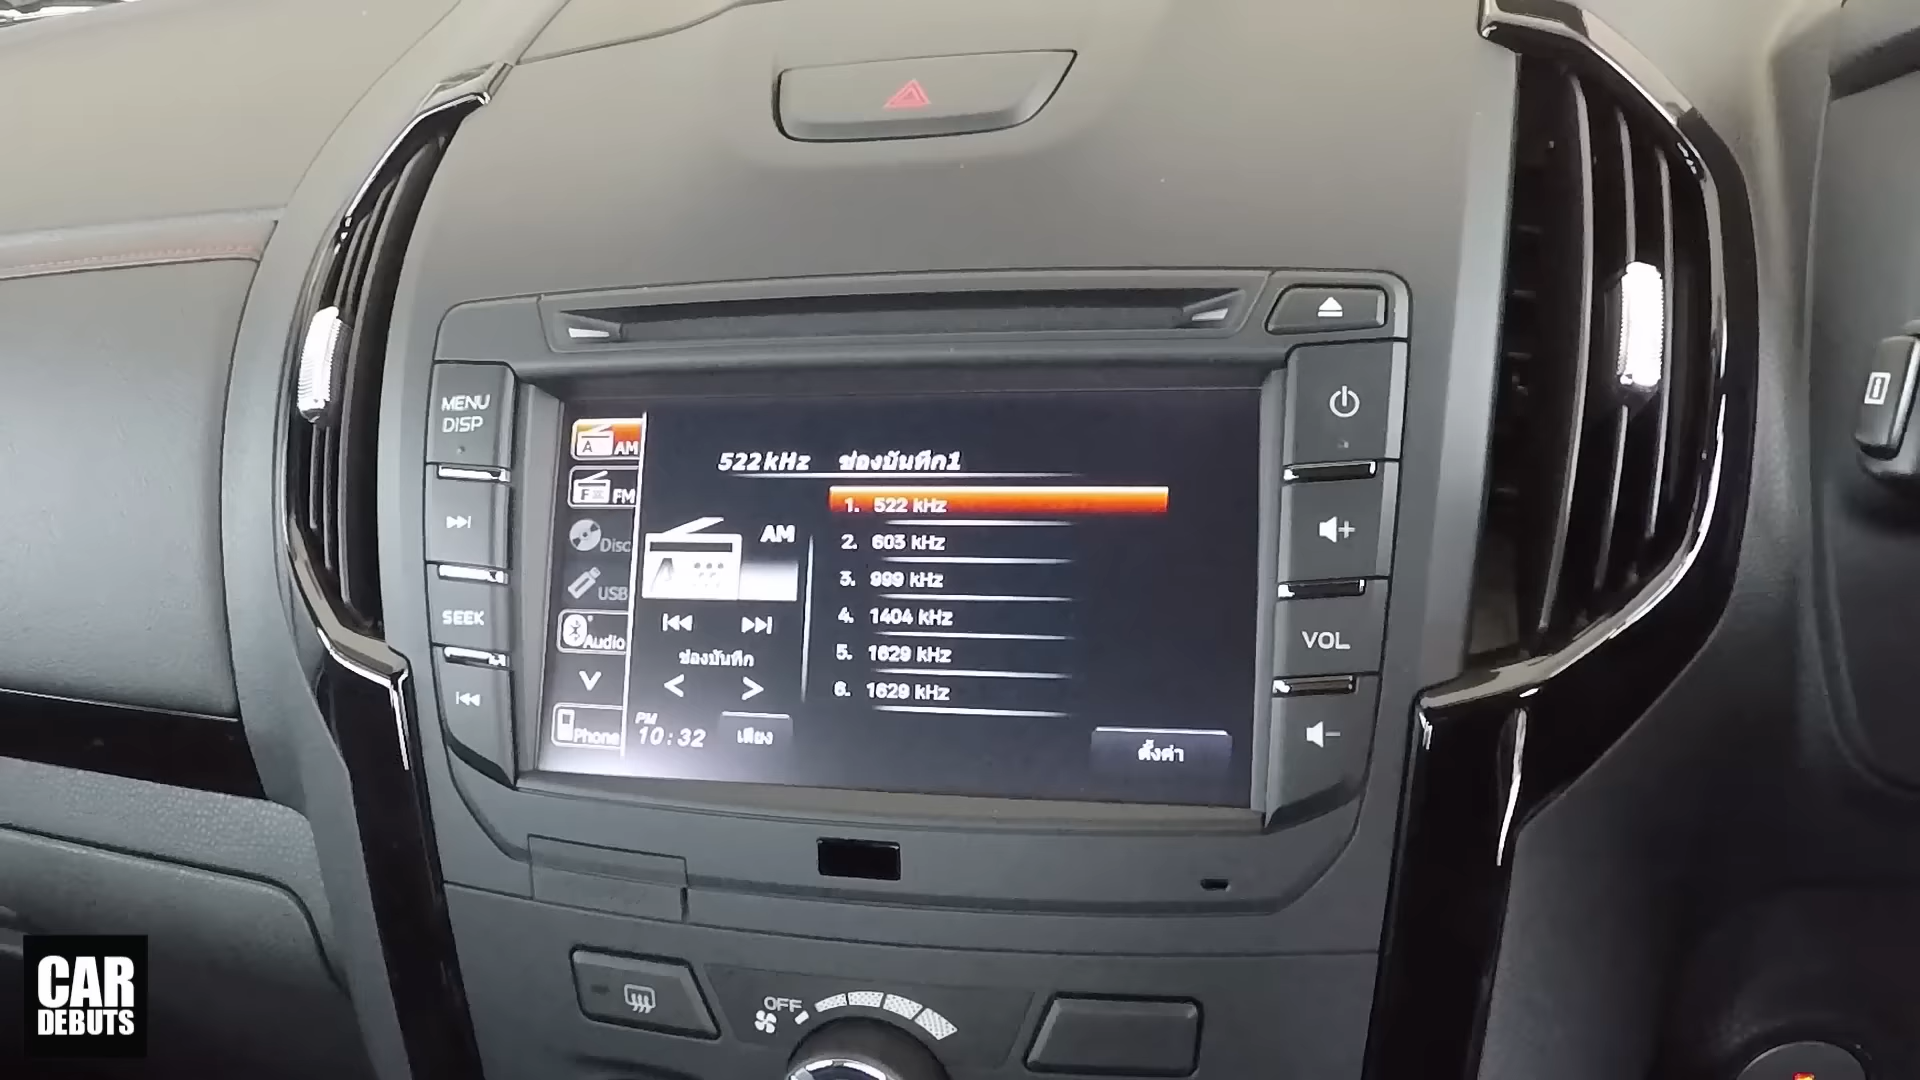 MENU
DISP
SEEK
VOL
AM
FM
Disc
USB
Audio
Phone
522 kHz ช่องบันทึก1
AM
ช่องบันทึก
PM
10:32
เสียง
1. 522 kHz
2. 603 kHz
3. 999 kHz
4. 1404 kHz
5. 1629 kHz
6. 1629 kHz
ตั้งค่า
OFF
CAR
DEBUTS